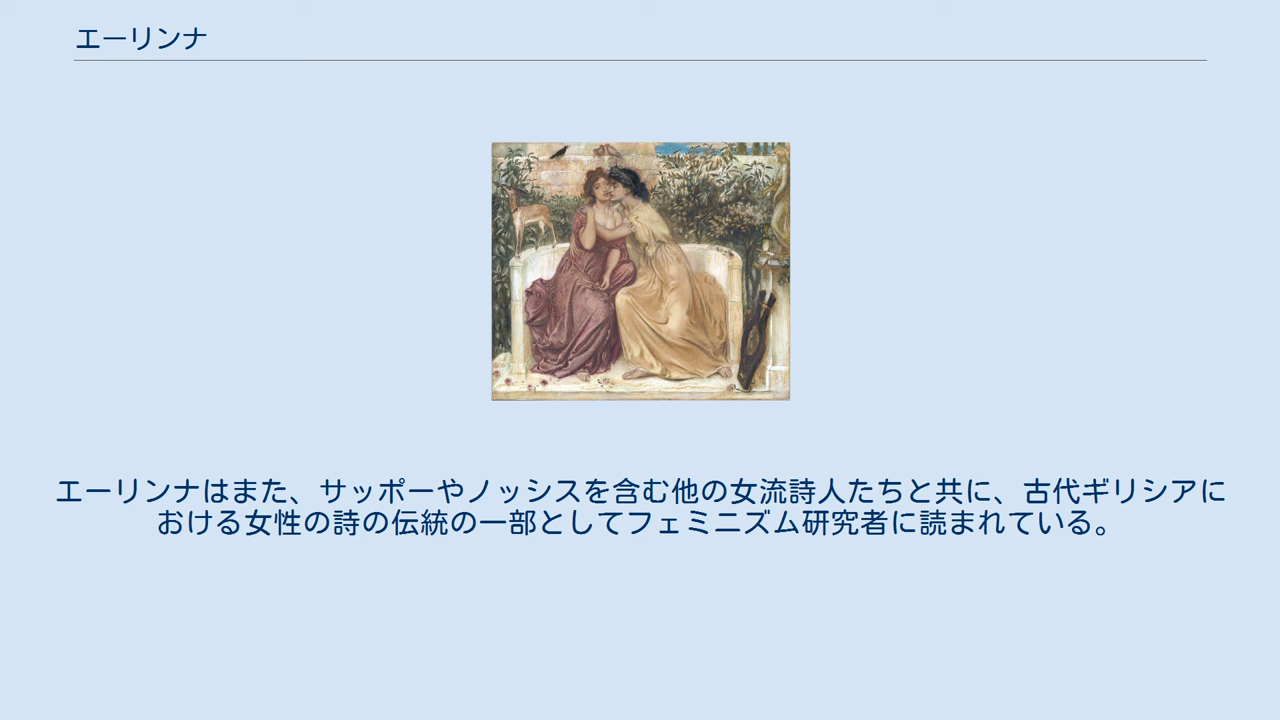 エーリンナ
エーリンナはまた、サッポーやノッシスを含む他の女流詩人たちと共に、古代ギリシアに
おける女性の詩の伝統の一部としてフェミニズム研究者に読まれている。